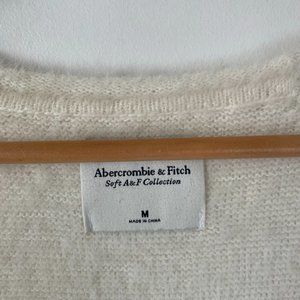 Abercrombie & Fitch
Soft A&F Collection
M
MADE IN CHINA